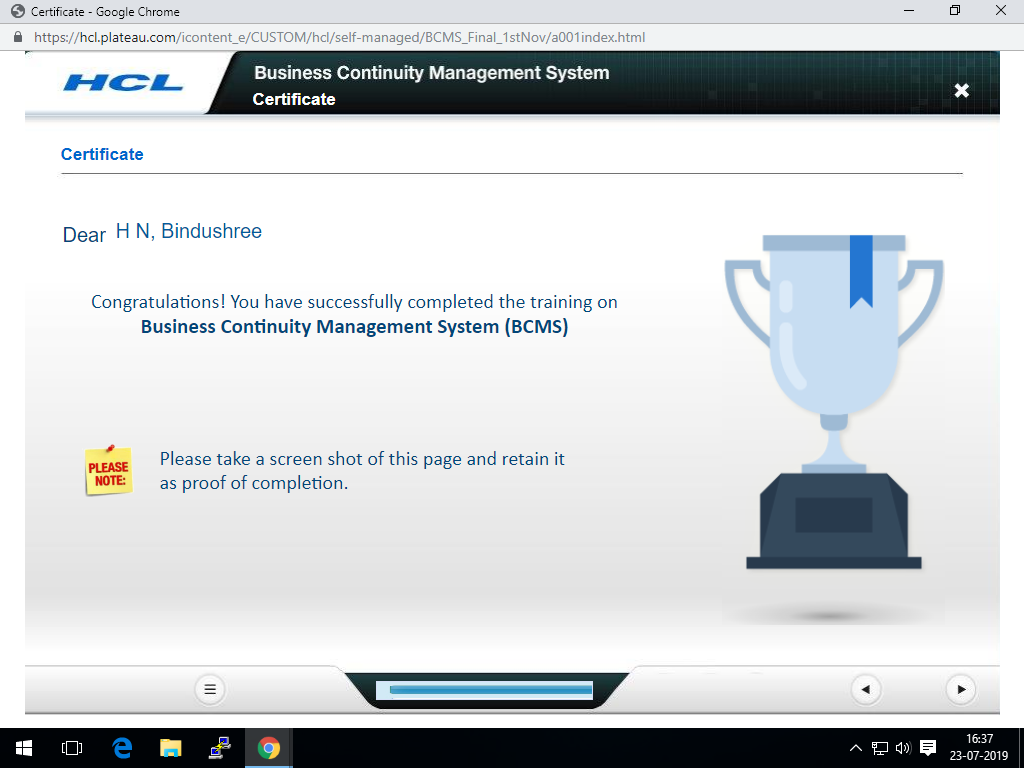 Certificate - Google Chrome
https://hcl.plateau.com/icontent_e/CUSTOM/hcl/self-managed/BCMS_Final_1stNov/a001index.html
HCL
Business Continuity Management System
Certificate
Certificate
Dear H N, Bindushree
Congratulations! You have successfully completed the training on
Business Continuity Management System (BCMS)
PLEASE
NOTE:
Please take a screen shot of this page and retain it
as proof of completion.
16:37
23-07-2019